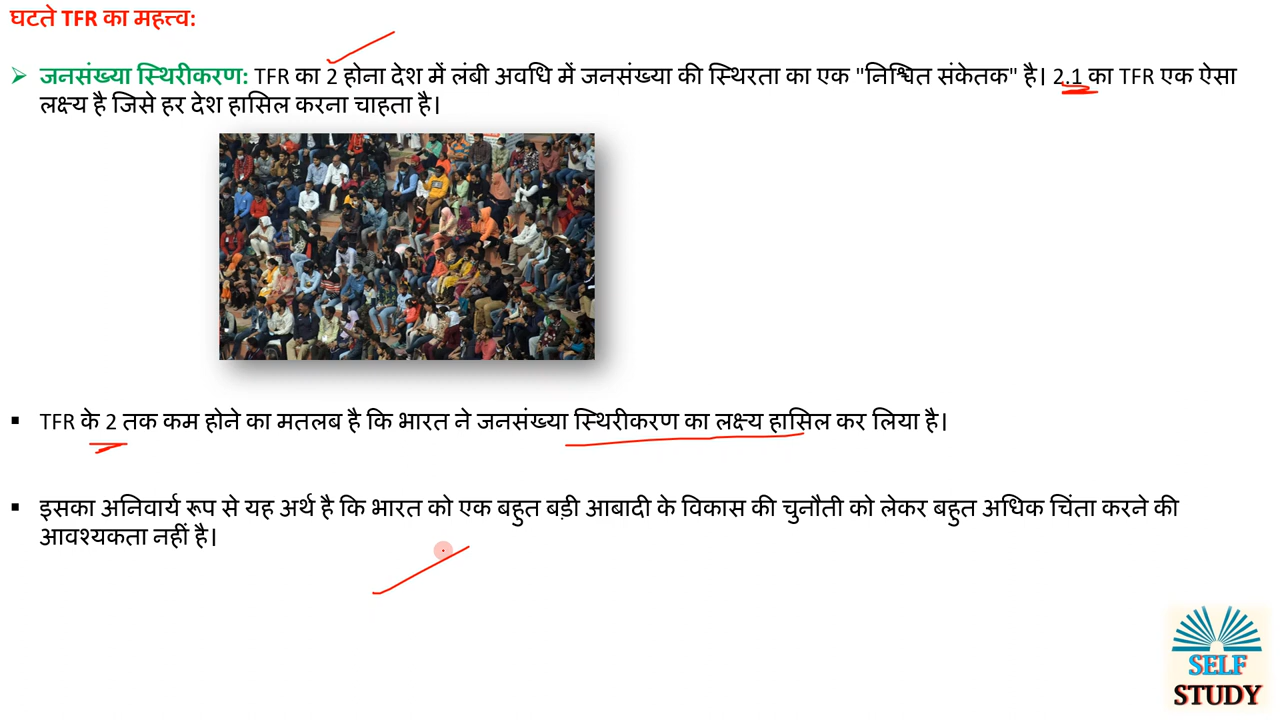 घटते TFR का महत्त्व:
➢ जनसंख्या स्थिरीकरण: TFR का 2 होना देश में लंबी अवधि में जनसंख्या की स्थिरता का एक "निश्चित संकेतक" है। 2.1 का TFR एक ऐसा
लक्ष्य है जिसे हर देश हासिल करना चाहता है।
▪ TFR के 2 तक कम होने का मतलब है कि भारत ने जनसंख्या स्थिरीकरण का लक्ष्य हासिल कर लिया है।
▪ इसका अनिवार्य रूप से यह अर्थ है कि भारत को एक बहुत बड़ी आबादी के विकास की चुनौती को लेकर बहुत अधिक चिंता करने की
आवश्यकता नहीं है।
SELF
STUDY